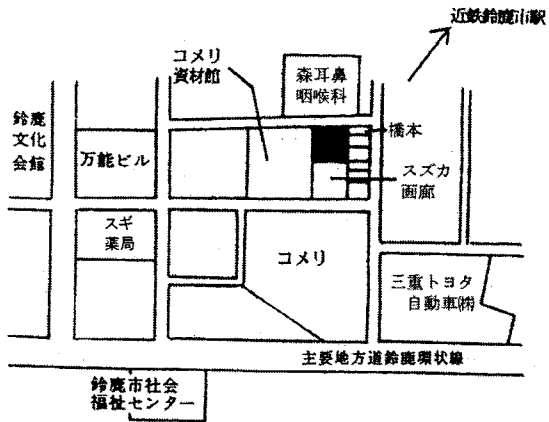 近鉄鈴鹿市駅
コメリ
資材館
森耳鼻
咽喉科
鈴鹿
文化
会館
万能ビル
橋本
スズカ
画廊
スギ
薬局
コメリ
三重トヨタ
自動車㈱
主要地方道鈴鹿環状線
鈴鹿市社会
福祉センター